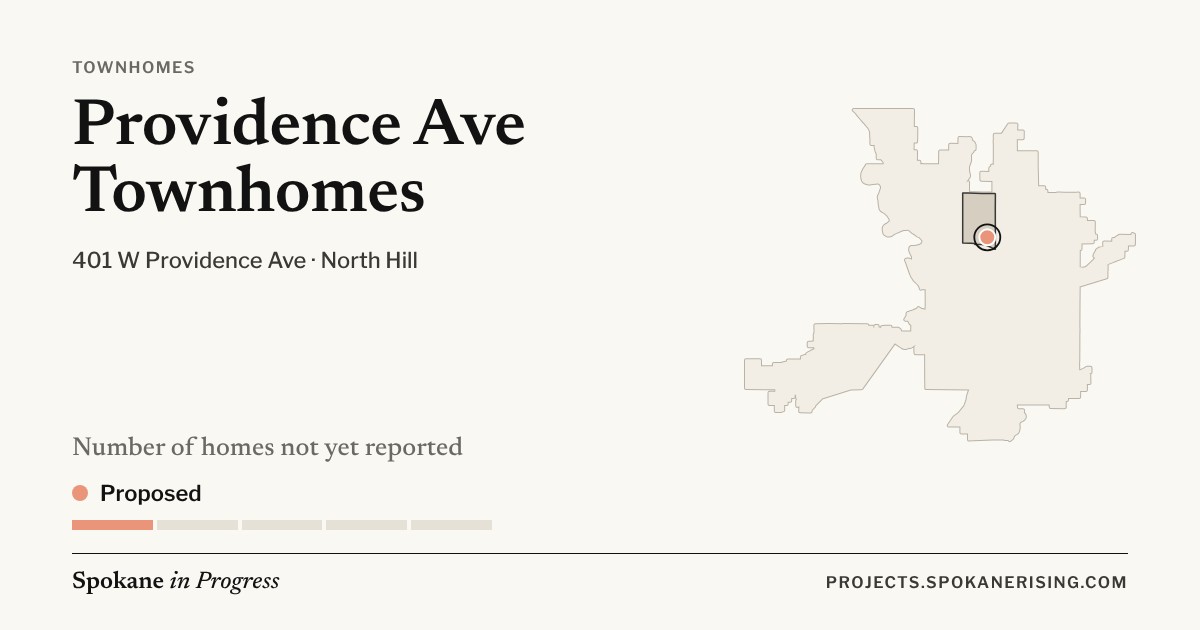 TOWNHOMES
Providence Ave
Townhomes
401 W Providence Ave · North Hill
Number of homes not yet reported
Proposed
Spokane in Progress
PROJECTS.SPOKANERISING.COM